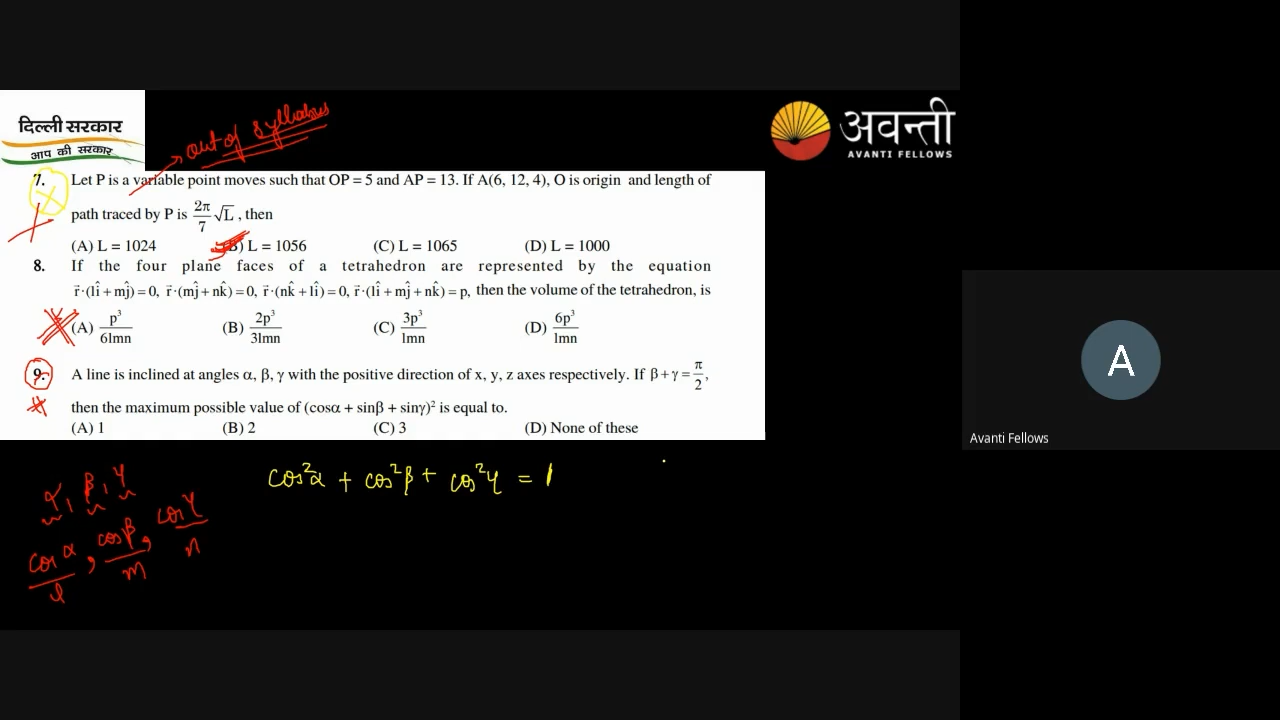 दिल्ली सरकार
आप की सरकार
out of syllabus
अवन्ती
AVANTI FELLOWS
7. Let P is a variable point moves such that OP = 5 and AP = 13. If A(6, 12, 4), O is origin and length of
path traced by P is 2π/7 √L, then
(A) L = 1024 (B) L = 1056 (C) L = 1065 (D) L = 1000
8. If the four plane faces of a tetrahedron are represented by the equation
r⃗·(lî + mĵ) = 0, r⃗·(mĵ + nk̂) = 0, r⃗·(nk̂ + lî) = 0, r⃗·(lî + mĵ + nk̂) = p, then the volume of the tetrahedron, is
(A) p³/6lmn (B) 2p³/3lmn (C) 3p³/lmn (D) 6p³/lmn
9. A line is inclined at angles α, β, γ with the positive direction of x, y, z axes respectively. If β + γ = π/2,
then the maximum possible value of (cosα + sinβ + sinγ)² is equal to.
(A) 1 (B) 2 (C) 3 (D) None of these
A
Avanti Fellows
α, β, γ
cos²α + cos²β + cos²γ = 1
cos α, cos β, cos γ
l m n